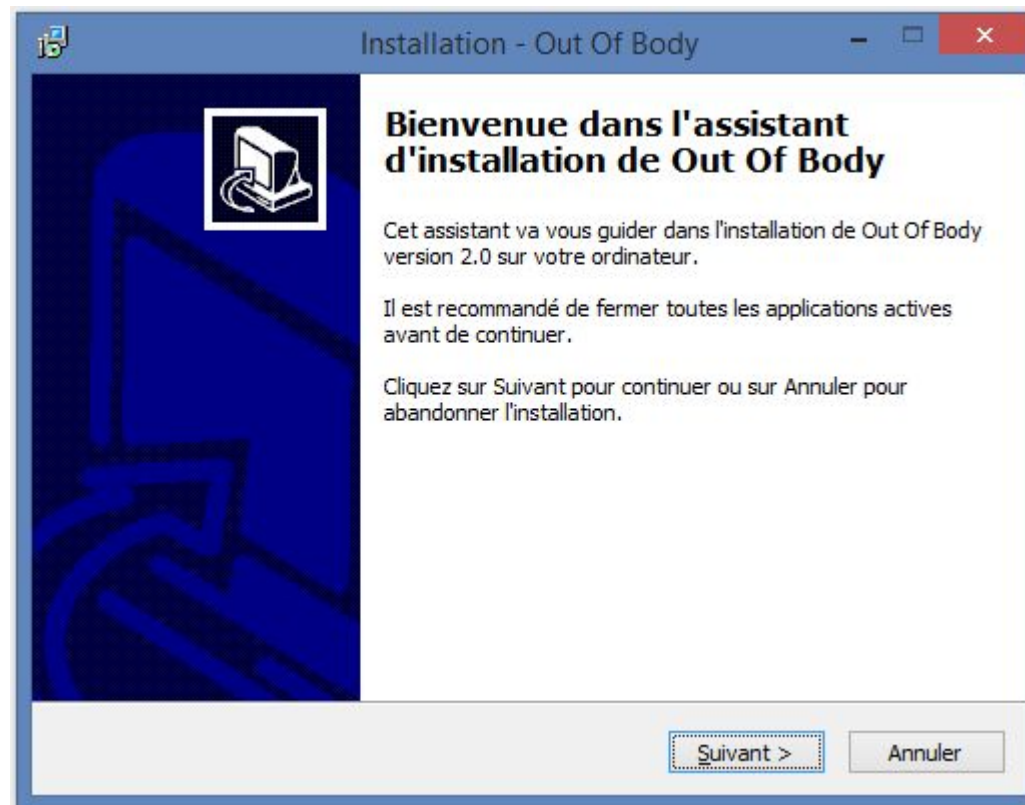 Installation - Out Of Body
Bienvenue dans l'assistant
d'installation de Out Of Body
Cet assistant va vous guider dans l'installation de Out Of Body
version 2.0 sur votre ordinateur.
Il est recommandé de fermer toutes les applications actives
avant de continuer.
Cliquez sur Suivant pour continuer ou sur Annuler pour
abandonner l'installation.
Suivant >
Annuler